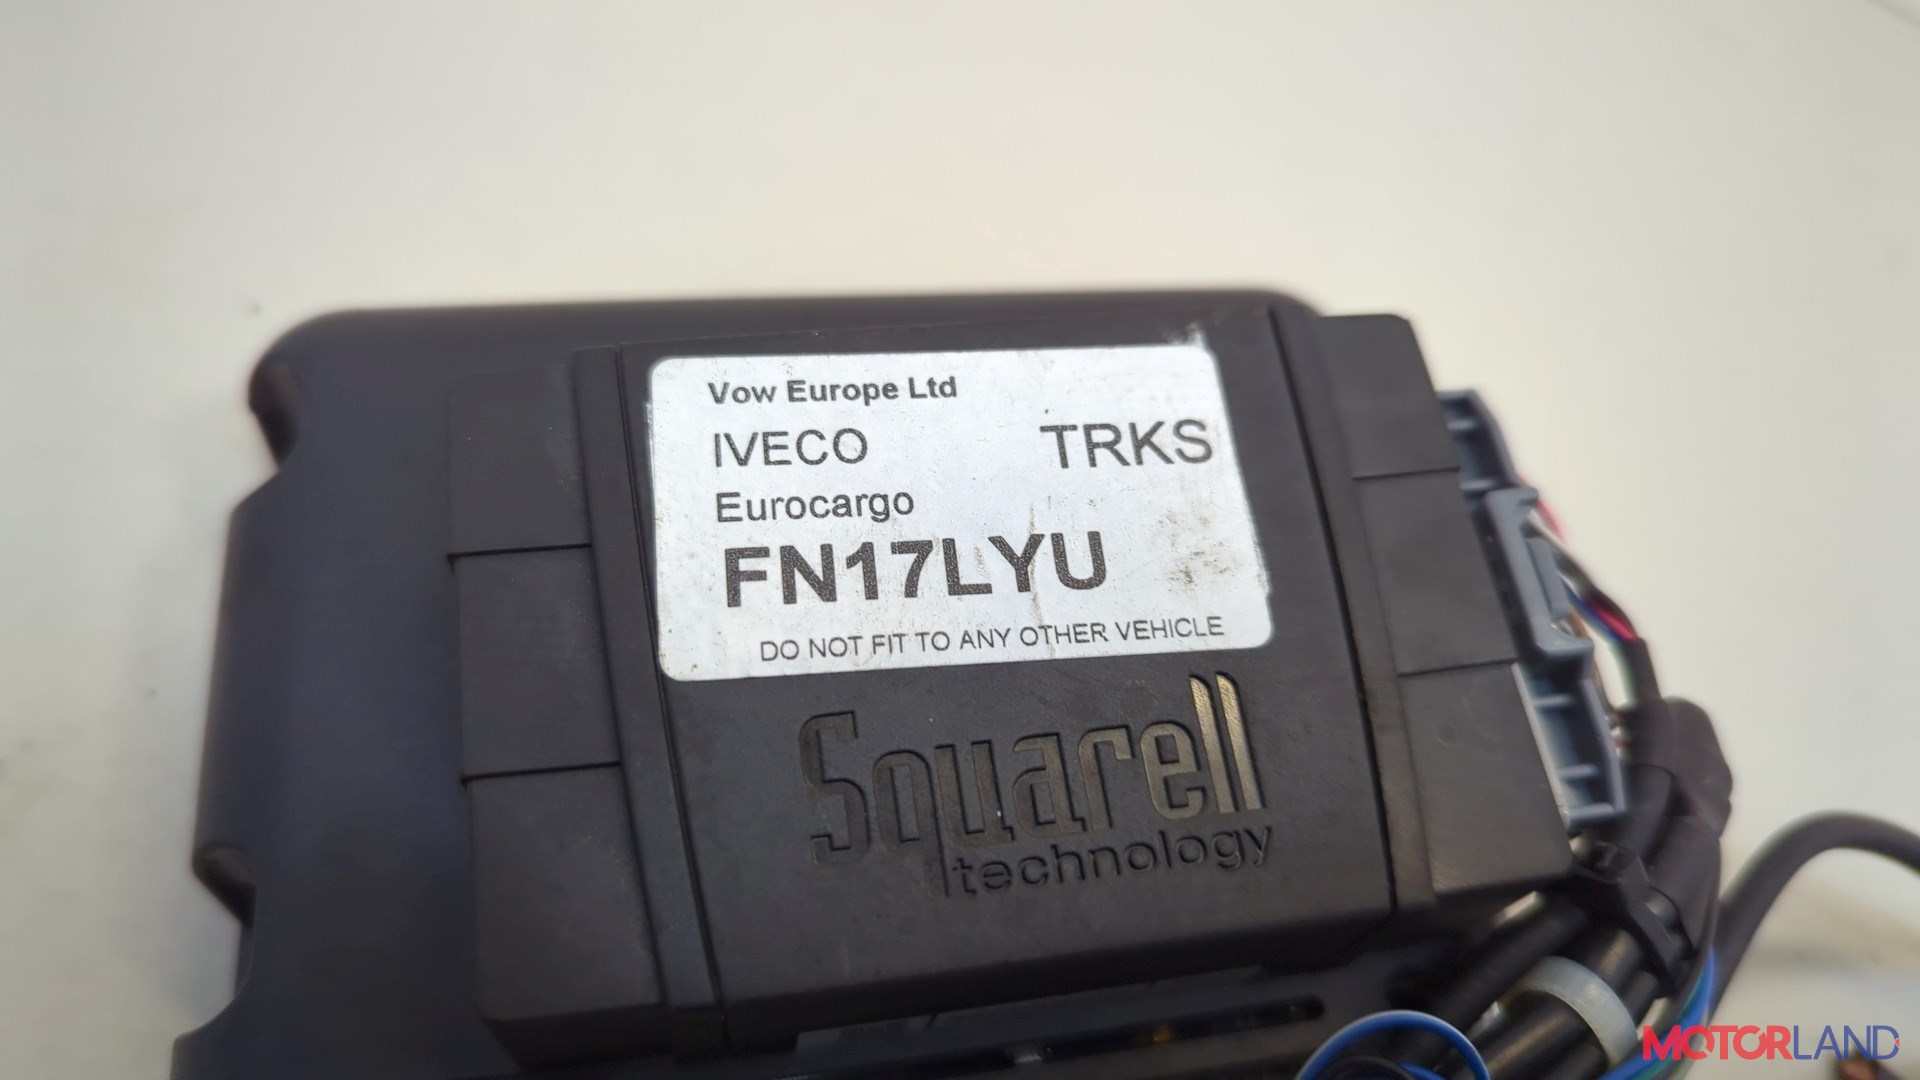 Vow Europe Ltd
IVECO TRKS
Eurocargo
FN17LYU
DO NOT FIT TO ANY OTHER VEHICLE
Squarell
technology
MOTORLAND